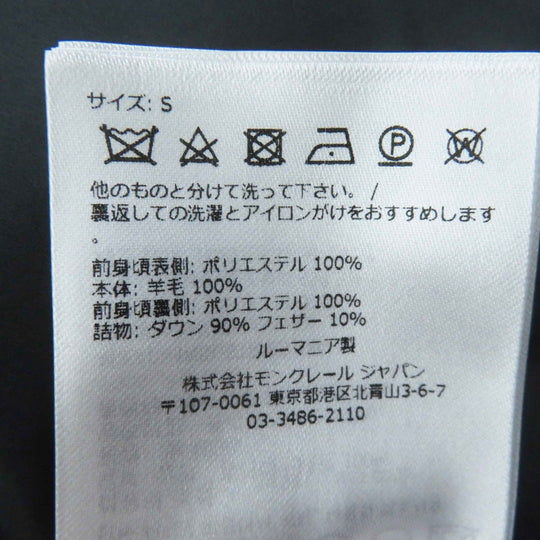 サイズ: S
他のものと分けて洗って下さい。 /
裏返しての洗濯とアイロンがけをおすすめします
。
前身頃表側: ポリエステル 100%
本体: 羊毛 100%
前身頃裏側: ポリエステル 100%
詰物: ダウン 90% フェザー 10%
ルーマニア製
株式会社モンクレール ジャパン
〒107-0061 東京都港区北青山3-6-7
03-3486-2110